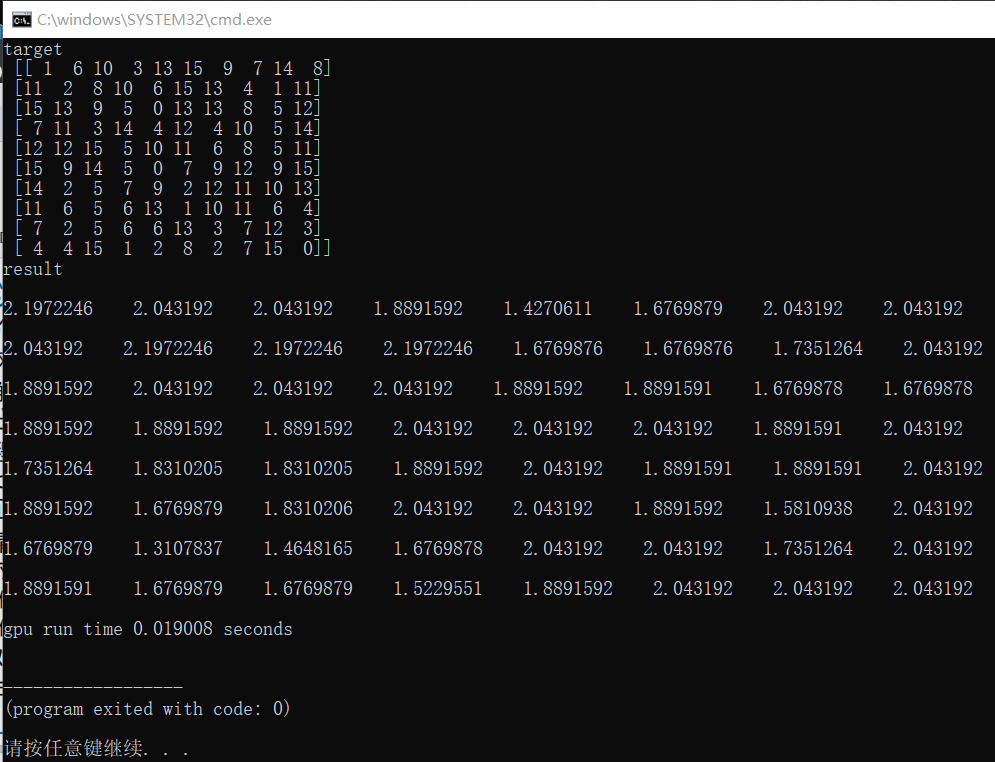 C:\windows\SYSTEM32\cmd.exe
target
[[ 1 6 10 3 13 15 9 7 14 8]
[11 2 8 10 6 15 13 4 1 11]
[15 13 9 5 0 13 13 8 5 12]
[ 7 11 3 14 4 12 4 10 5 14]
[12 12 15 5 10 11 6 8 5 11]
[15 9 14 5 0 7 9 12 9 15]
[14 2 5 7 9 2 12 11 10 13]
[11 6 5 6 13 1 10 11 6 4]
[ 7 2 5 6 6 13 3 7 12 3]
[ 4 4 15 1 2 8 2 7 15 0]]
result
2.1972246 2.043192 2.043192 1.8891592 1.4270611 1.6769879 2.043192 2.043192
2.043192 2.1972246 2.1972246 2.1972246 1.6769876 1.6769876 1.7351264 2.043192
1.8891592 2.043192 2.043192 2.043192 1.8891592 1.8891591 1.6769878 1.6769878
1.8891592 1.8891592 1.8891592 2.043192 2.043192 2.043192 1.8891591 2.043192
1.7351264 1.8310205 1.8310205 1.8891592 2.043192 1.8891591 1.8891591 2.043192
1.8891592 1.6769879 1.8310206 2.043192 2.043192 1.8891592 1.5810938 2.043192
1.6769879 1.3107837 1.4648165 1.6769878 2.043192 2.043192 1.7351264 2.043192
1.8891591 1.6769879 1.6769879 1.5229551 1.8891592 2.043192 2.043192 2.043192
gpu run time 0.019008 seconds
------------------
(program exited with code: 0)
请按任意键继续. . .